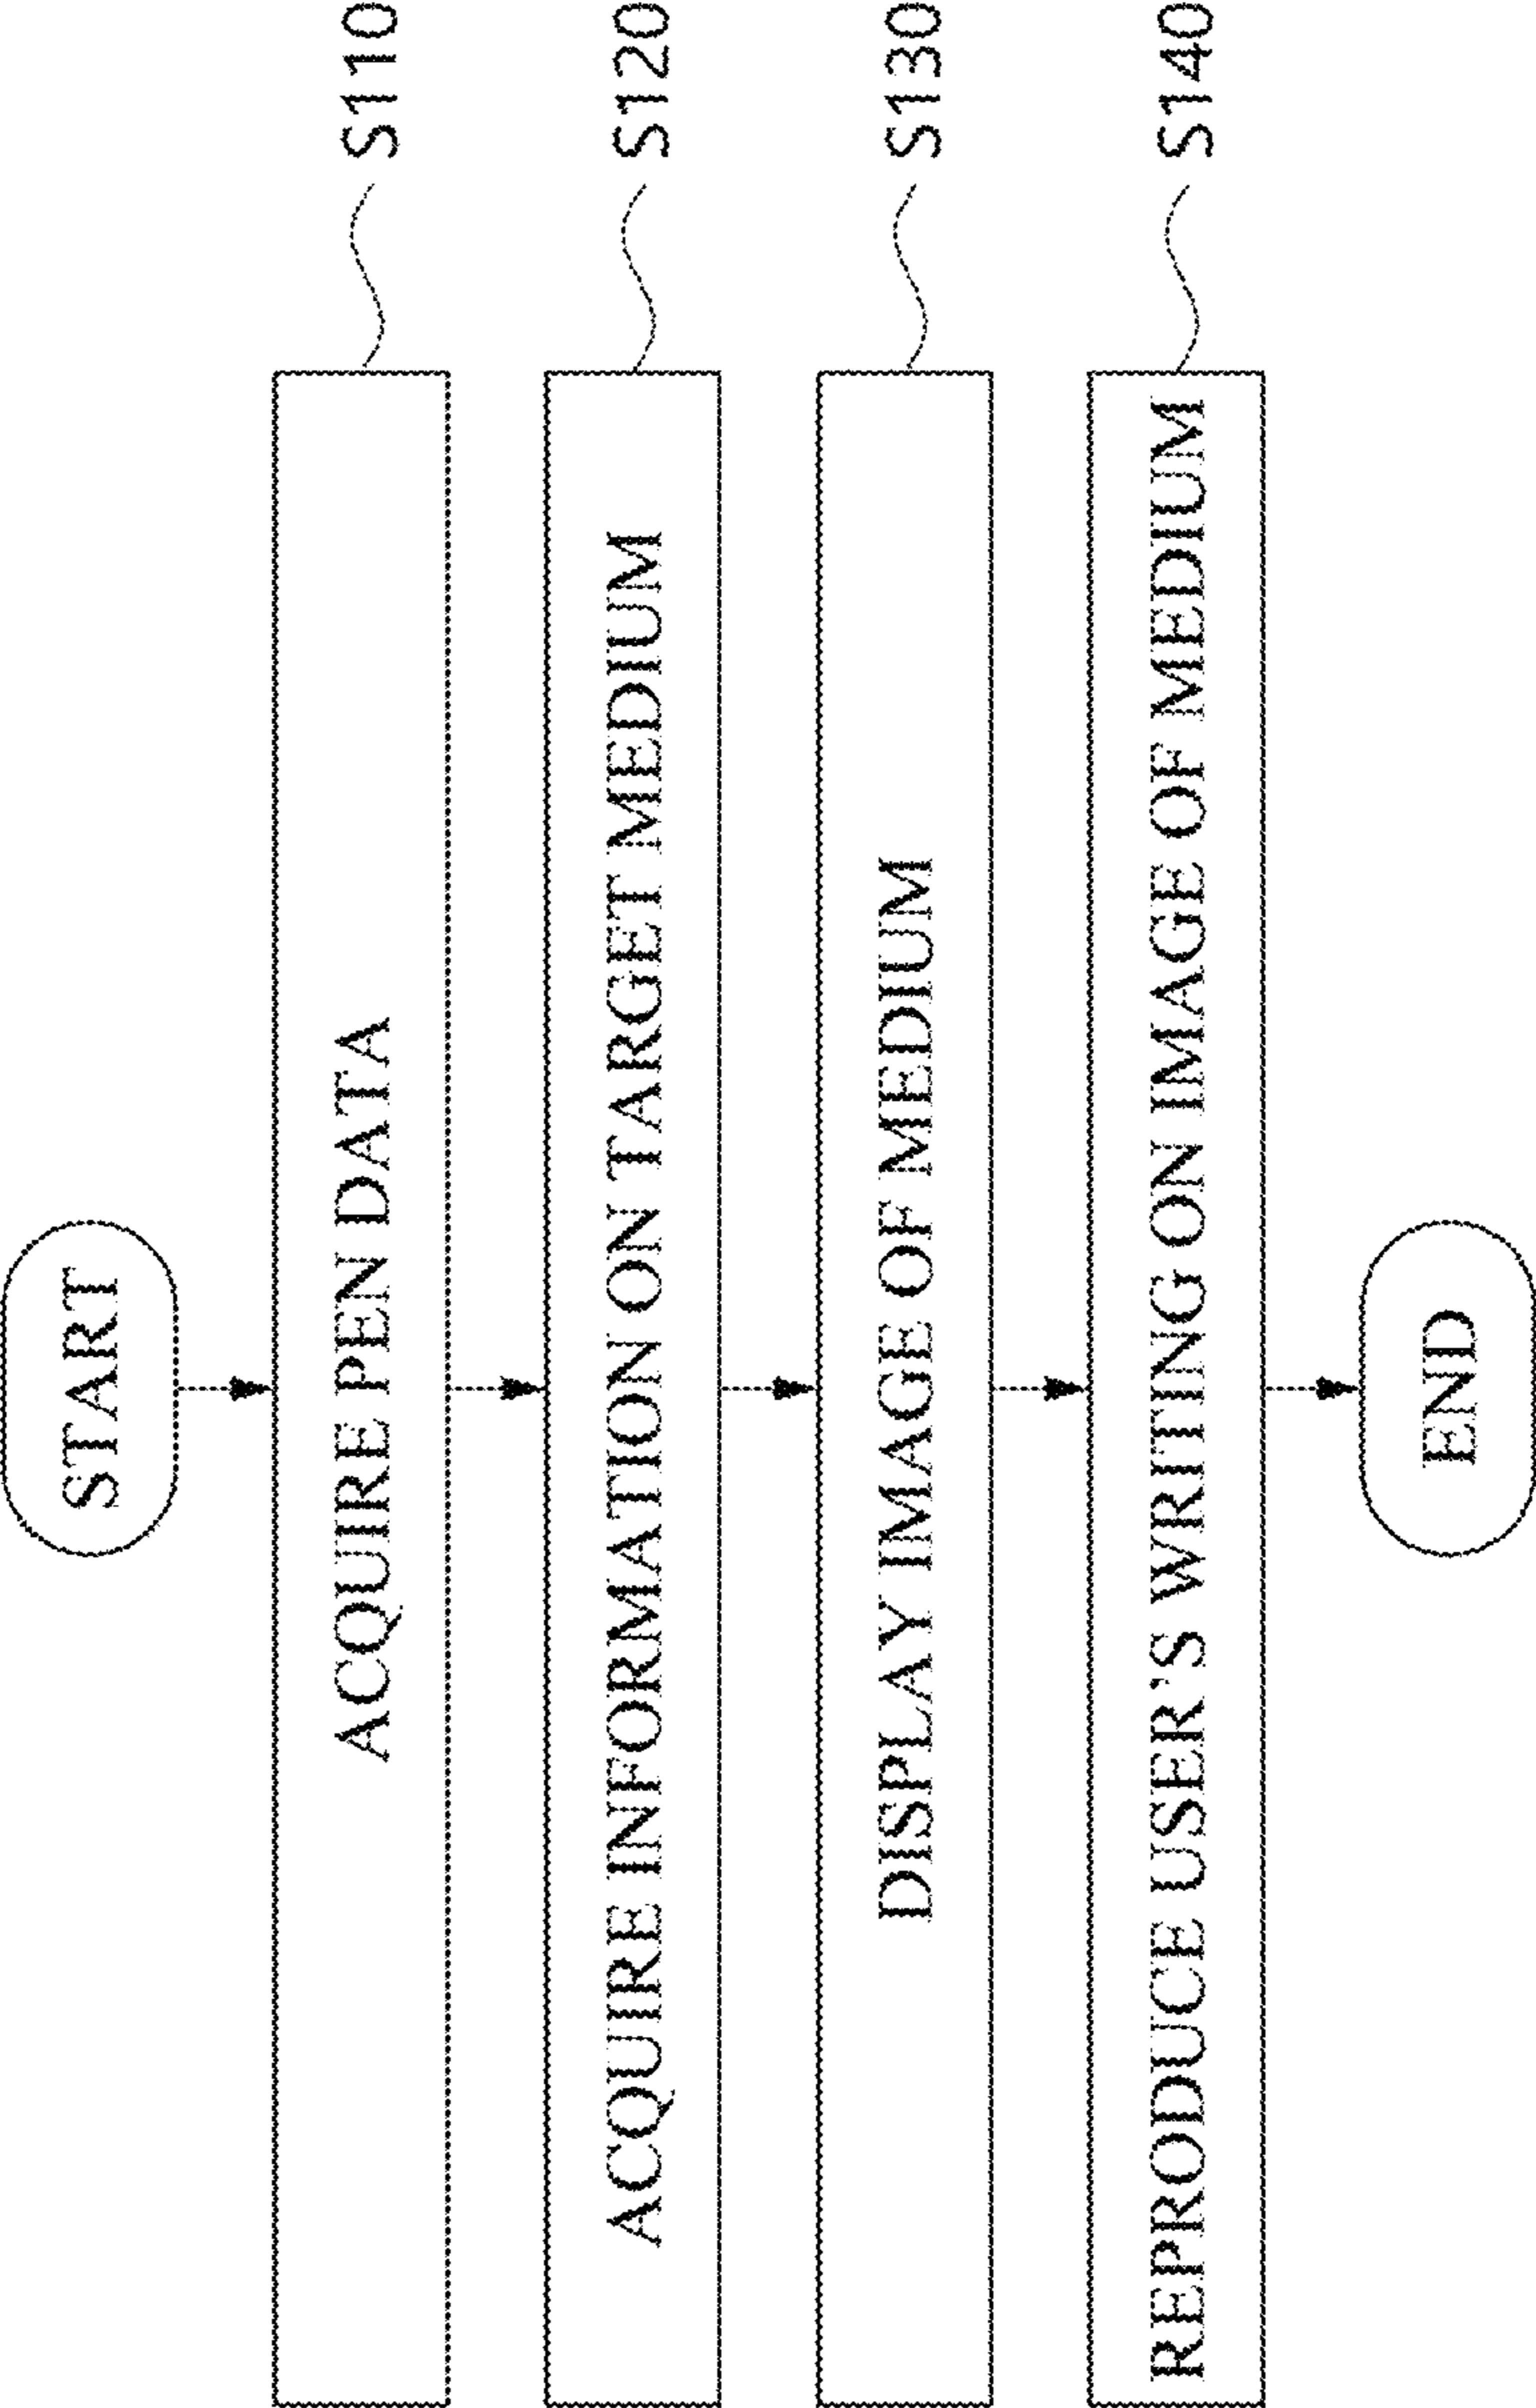 START
ACQUIRE PEN DATA
S110
ACQUIRE INFORMATION ON TARGET MEDIUM
S120
DISPLAY IMAGE OF MEDIUM
S130
REPRODUCE USER’S WRITING ON IMAGE OF MEDIUM
S140
END